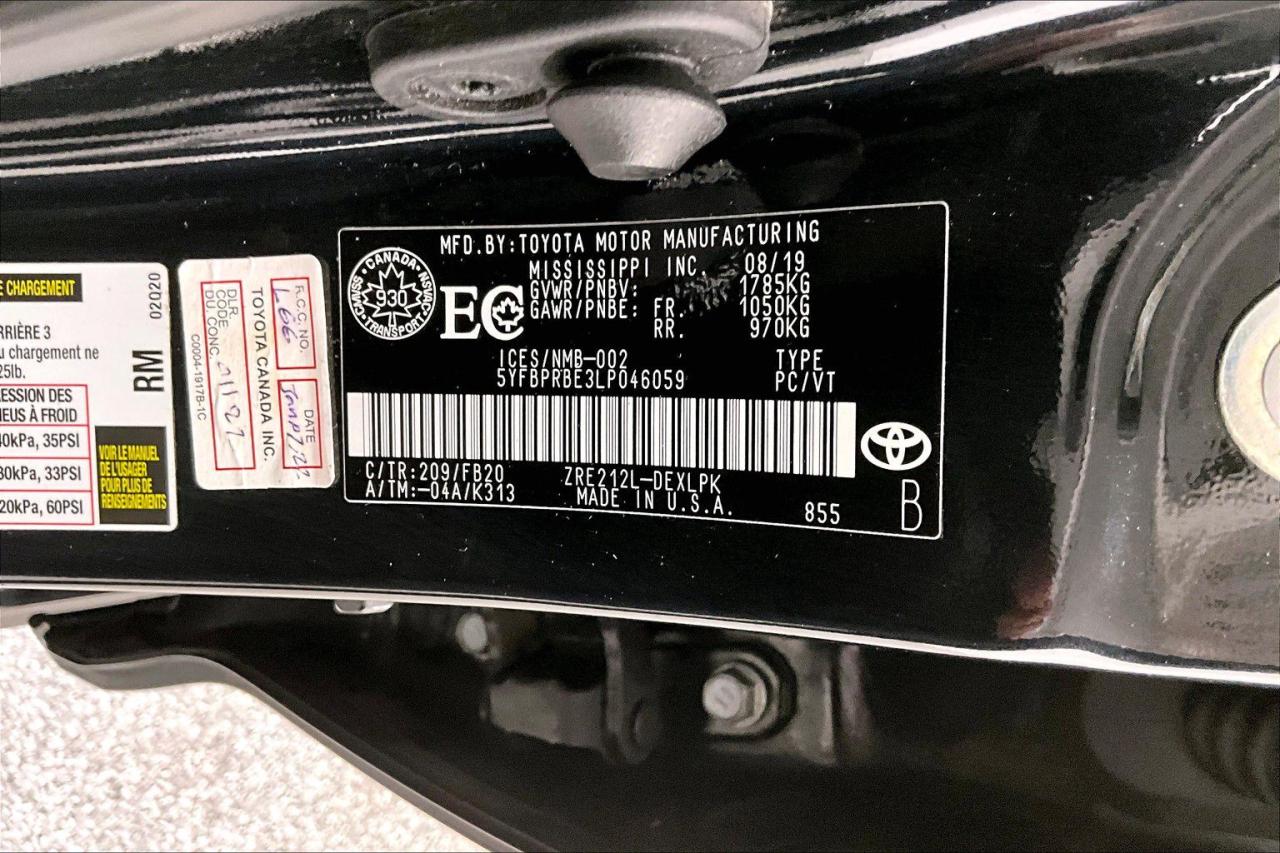 E CHARGEMENT
02020
RRIÈRE 3
u chargement ne
25lb.
RM
ESSION DES
NEUS À FROID
40kPa, 35PSI
30kPa, 33PSI
20kPa, 60PSI
VOIR LE MANUEL
DE L'USAGER
POUR PLUS DE
RENSEIGNEMENTS
R.C.C. NO.
L66
DATE
TOYOTA CANADA INC.
DLR.
CODE
DU. CONC.
C0004-1917B-1C
CANADA
NSVAC
TRANSPORT
CMVSS
930
EC
MFD.BY:TOYOTA MOTOR MANUFACTURING
MISSISSIPPI INC. 08/19
GVWR/PNBV: 1785KG
GAWR/PNBE: FR. 1050KG
RR. 970KG
ICES/NMB-002 TYPE
5YFBPRBE3LP046059 PC/VT
C/TR:209/FB20 ZRE212L-DEXLPK
A/TM:-04A/K313 MADE IN U.S.A. 855 B